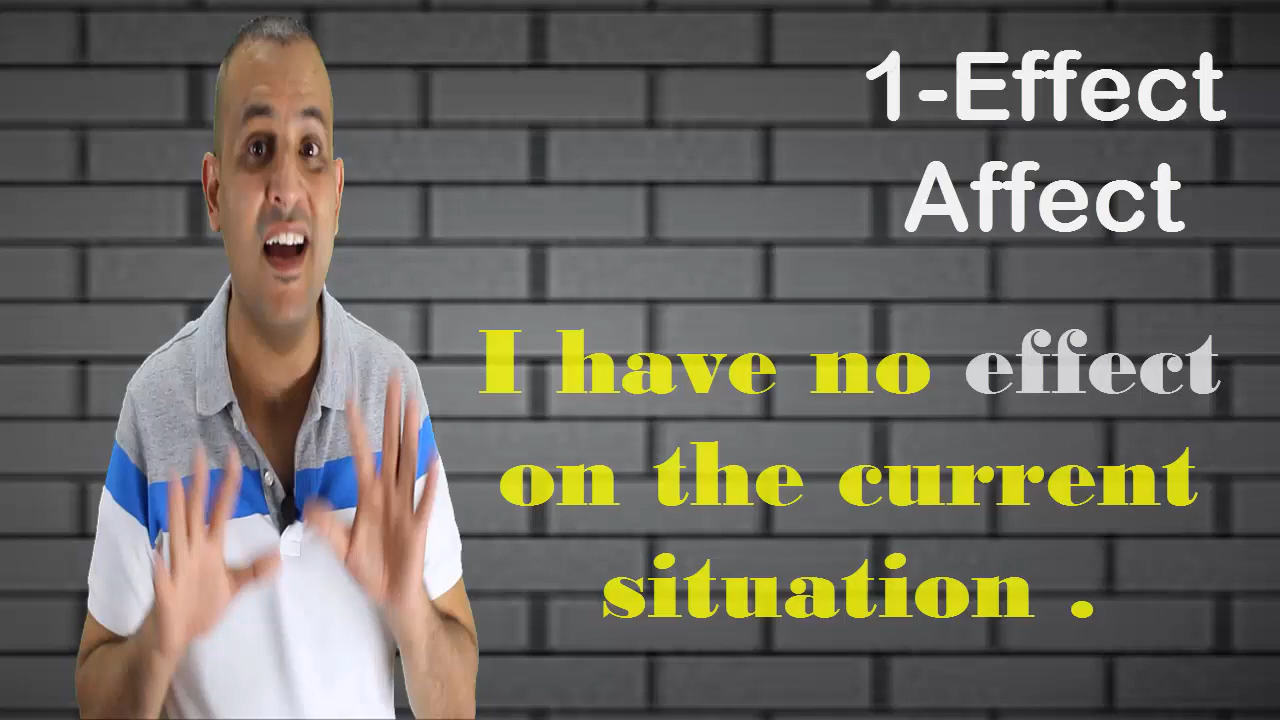 1-Effect
Affect
I have no effect
on the current
situation .